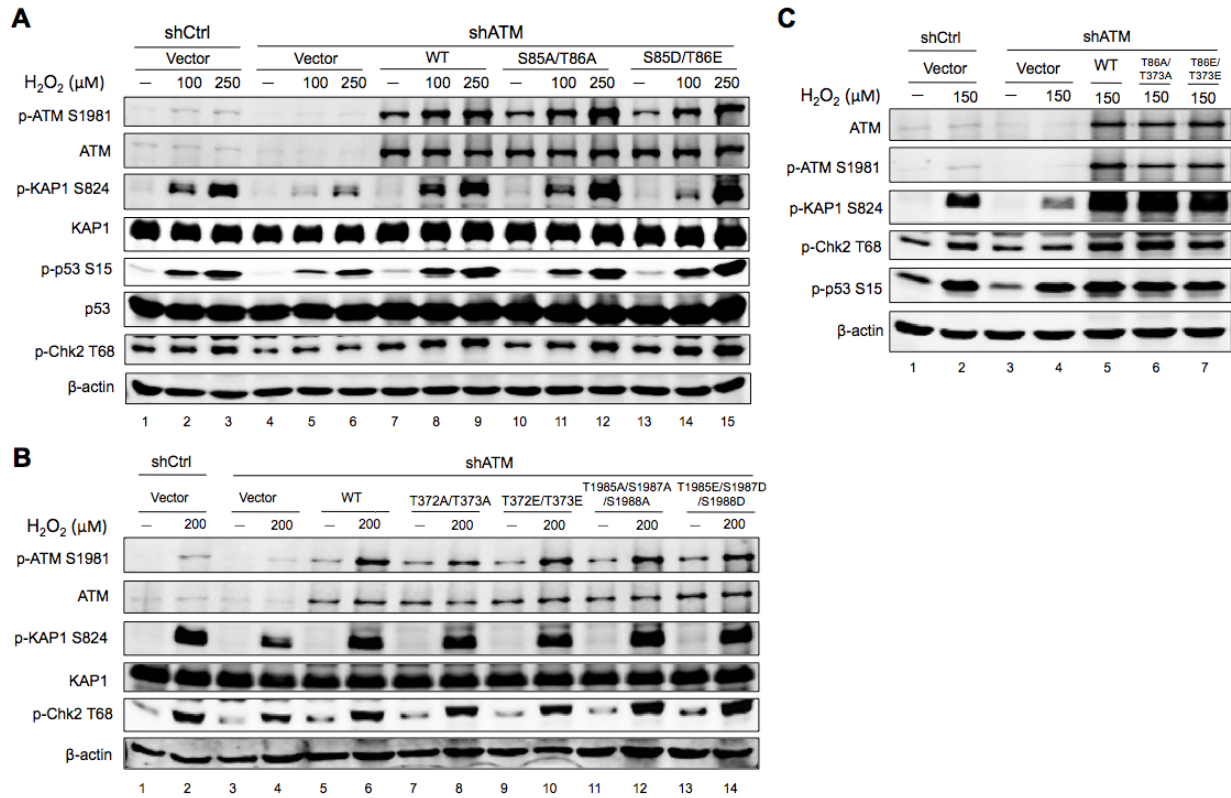 A
shCtrl shATM
Vector Vector WT S85A/T86A S85D/T86E
H₂O₂ (μM) — 100 250 — 100 250 — 100 250 — 100 250 — 100 250
p-ATM S1981
ATM
p-KAP1 S824
KAP1
p-p53 S15
p53
p-Chk2 T68
β-actin
1 2 3 4 5 6 7 8 9 10 11 12 13 14 15
B
shCtrl shATM
Vector Vector WT T372A/T373A T372E/T373E T1985A/S1987A T1985E/S1987D
/S1988A /S1988D
H₂O₂ (μM) — 200 — 200 — 200 — 200 — 200 — 200 — 200
p-ATM S1981
ATM
p-KAP1 S824
KAP1
p-Chk2 T68
β-actin
1 2 3 4 5 6 7 8 9 10 11 12 13 14
C
shCtrl shATM
Vector Vector WT T86A/ T86E/
T373A T373E
H₂O₂ (μM) — 150 — 150 150 150 150
ATM
p-ATM S1981
p-KAP1 S824
p-Chk2 T68
p-p53 S15
β-actin
1 2 3 4 5 6 7